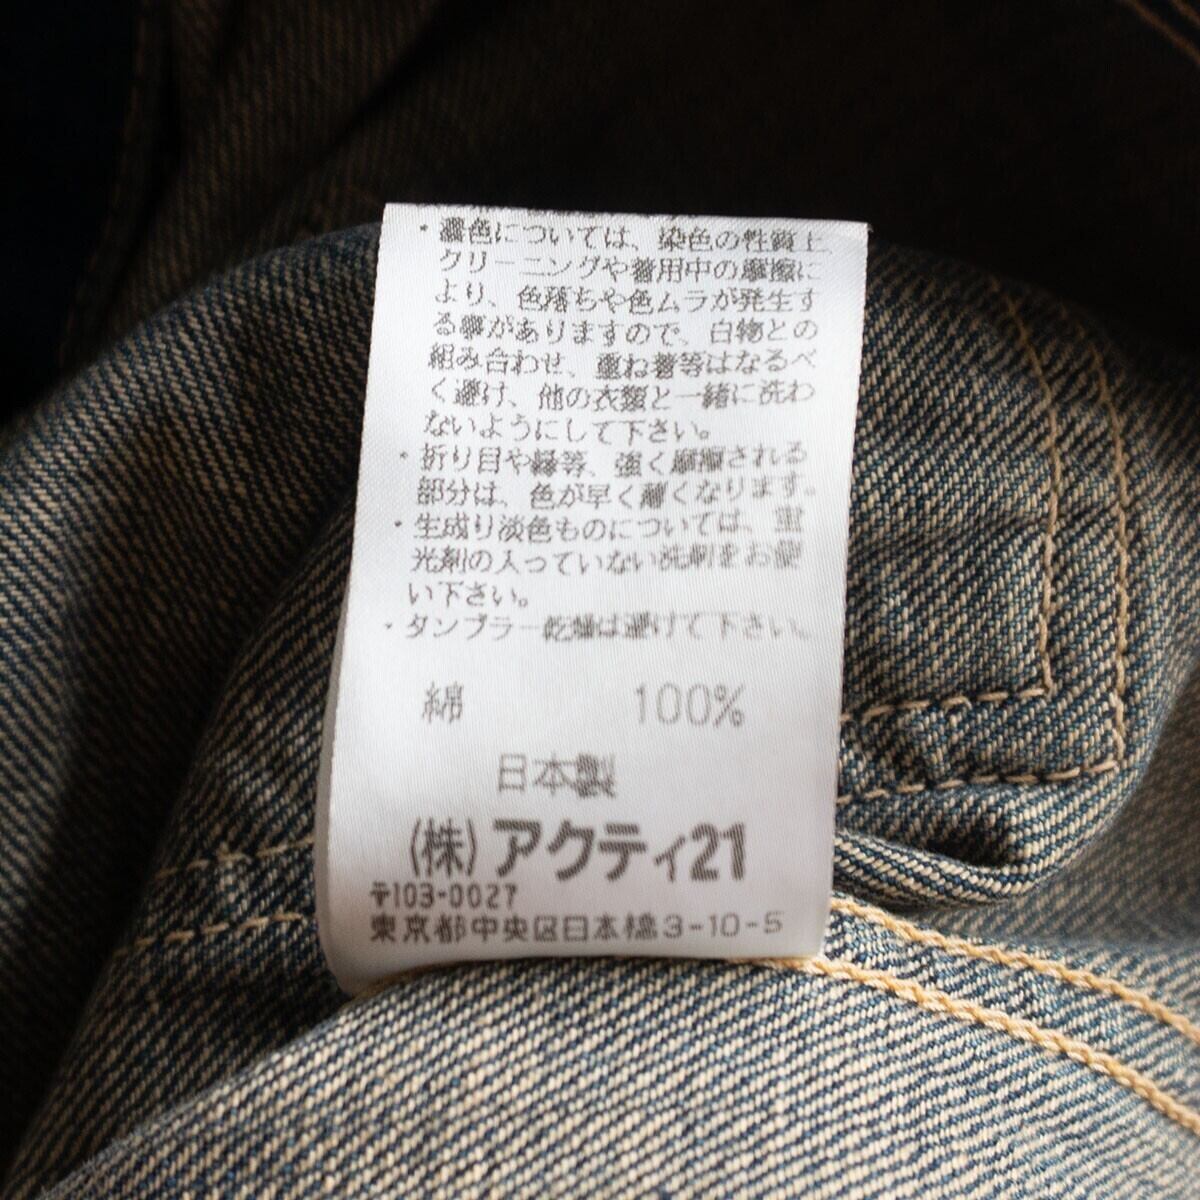 ・濃色については、染色の性質上、
クリーニングや着用中の摩擦に
より、色落ちや色ムラが発生す
る事がありますので、白物との
組み合わせ、重ね着等はなるべ
く避け、他の衣類と一緒に洗わ
ないようにして下さい。
・折り目や縁等、強く摩擦される
部分は、色が早く薄くなります。
・生成り淡色ものについては、蛍
光剤の入っていない洗剤をお使
い下さい。
・タンブラー乾燥は避けて下さい、
綿 100%
日本製
(株)アクティ21
〒103-0027
東京都中央区日本橋3-10-5